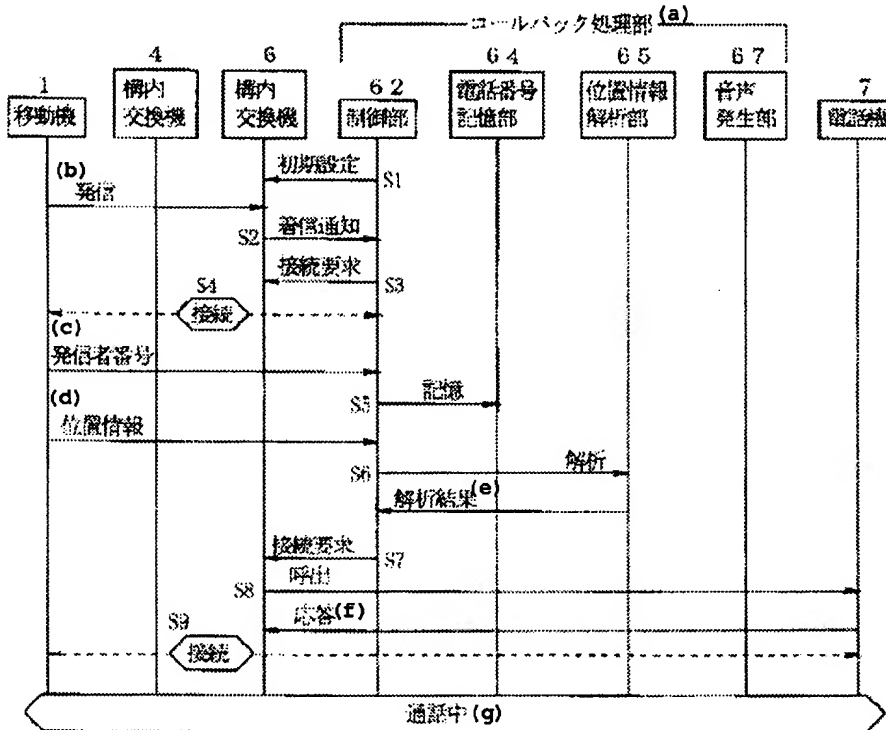 コールバック処理部(a)
1 4 6 62 64 65 67 7
移動機
構内
交換機
構内
交換機
制御部
電話番号
記憶部
位置情報
解析部
音声
発生部
電話機
初期設定 S1
(b)
発信
S2 着信通知
接続要求 S3
S4
接続
(c)
発信者番号
S5 記憶
(d)
位置情報
S6 解析
解析結果(e)
接続要求 S7
S8 呼出
応答(f)
S9
接続
通話中(g)